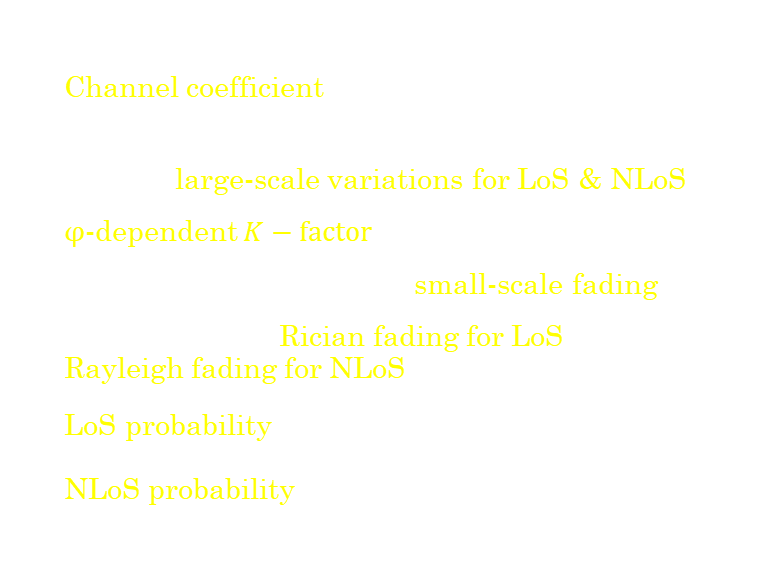 Channel coefficient
large-scale variations for LoS & NLoS
φ-dependent K − factor
small-scale fading
Rician fading for LoS
Rayleigh fading for NLoS
LoS probability
NLoS probability